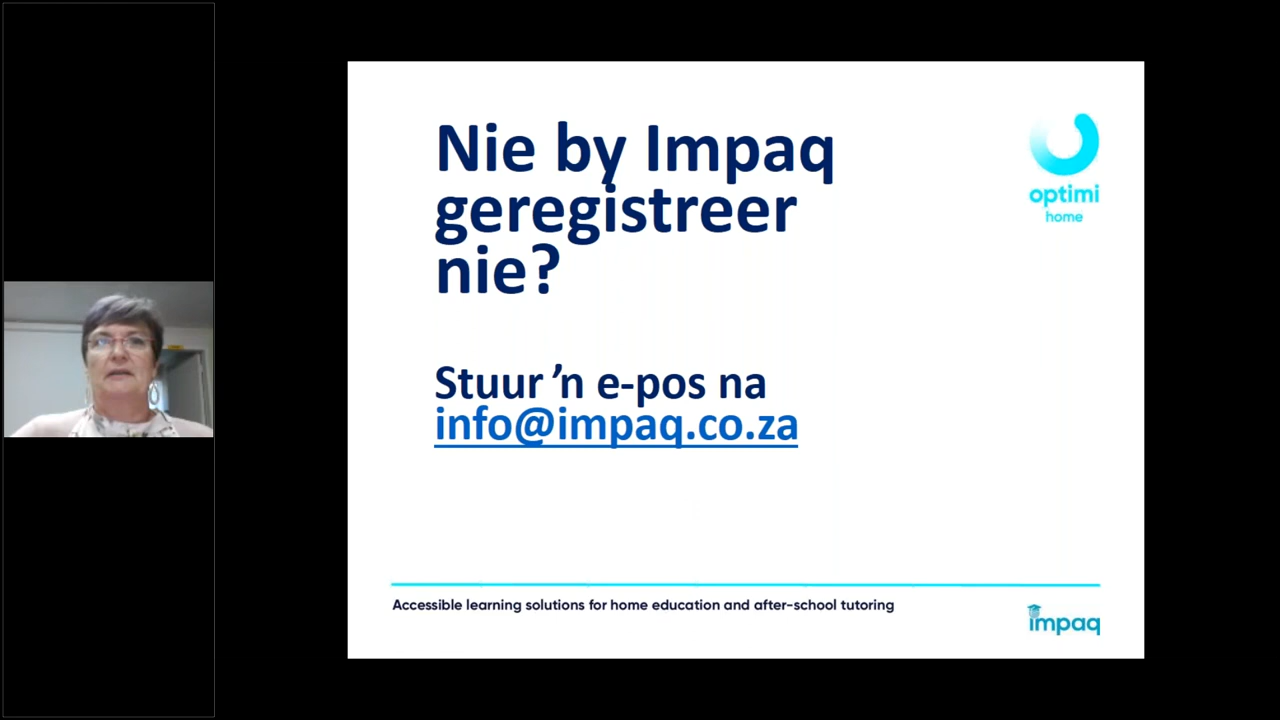 Nie by Impaq
geregistreer
nie?
Stuur ’n e-pos na
info@impaq.co.za
optimi
home
Accessible learning solutions for home education and after-school tutoring
impaq